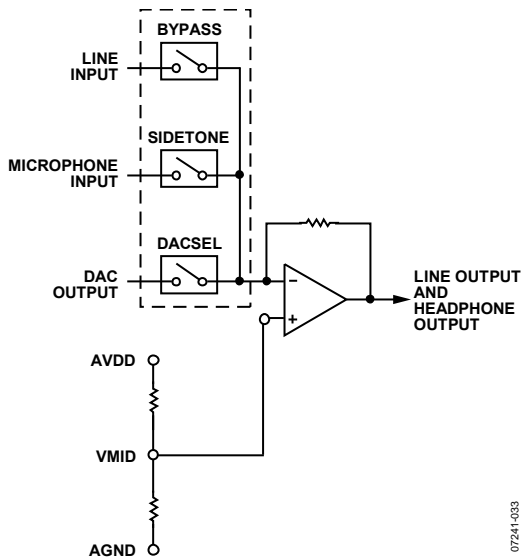 BYPASS
LINE
INPUT
SIDETONE
MICROPHONE
INPUT
DACSEL
DAC
OUTPUT
−
+
LINE OUTPUT
AND
HEADPHONE
OUTPUT
AVDD
VMID
AGND
07241-033